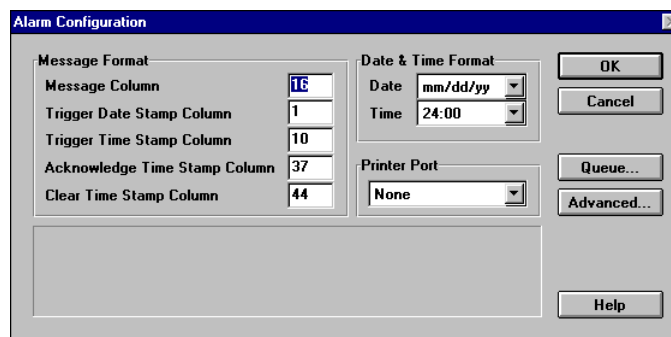 Alarm Configuration
Message Format
Message Column 16
Trigger Date Stamp Column 1
Trigger Time Stamp Column 10
Acknowledge Time Stamp Column 37
Clear Time Stamp Column 44
Date & Time Format
Date mm/dd/yy
Time 24:00
Printer Port
None
OK
Cancel
Queue...
Advanced...
Help